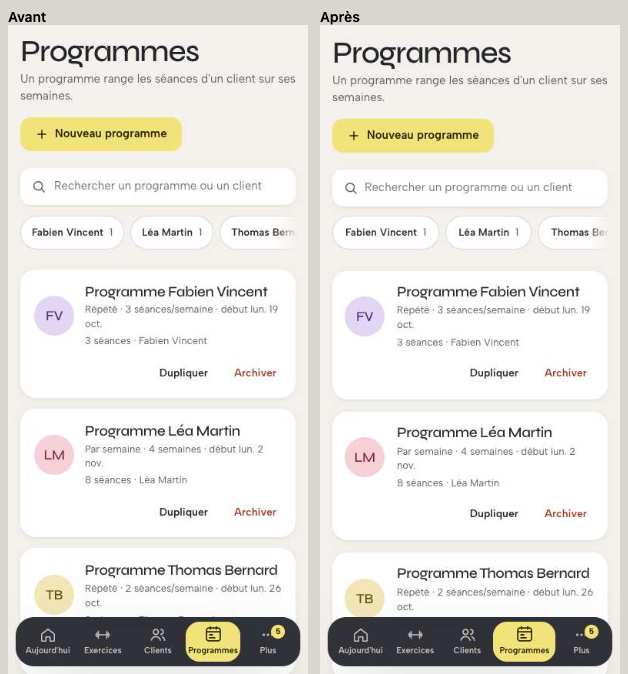 Avant
Programmes
Un programme range les séances d'un client sur ses
semaines.
+ Nouveau programme
Rechercher un programme ou un client
Fabien Vincent 1
Léa Martin 1
Thomas Bern
FV
Programme Fabien Vincent
Répété · 3 séances/semaine · début lun. 19
oct.
3 séances · Fabien Vincent
Dupliquer
Archiver
LM
Programme Léa Martin
Par semaine · 4 semaines · début lun. 2
nov.
8 séances · Léa Martin
Dupliquer
Archiver
TB
Programme Thomas Bernard
Répété · 2 séances/semaine · début lun. 26
oct.
Aujourd'hui
Exercices
Clients
Programmes
5
Plus
Après
Programmes
Un programme range les séances d'un client sur ses
semaines.
+ Nouveau programme
Rechercher un programme ou un client
Fabien Vincent 1
Léa Martin 1
Thomas Be
FV
Programme Fabien Vincent
Répété · 3 séances/semaine · début lun. 19
oct.
3 séances · Fabien Vincent
Dupliquer
Archiver
LM
Programme Léa Martin
Par semaine · 4 semaines · début lun. 2
nov.
8 séances · Léa Martin
Dupliquer
Archiver
TB
Programme Thomas Bernard
Répété · 2 séances/semaine · début lun. 26
oct.
Aujourd'hui
Exercices
Clients
Programmes
5
Plus